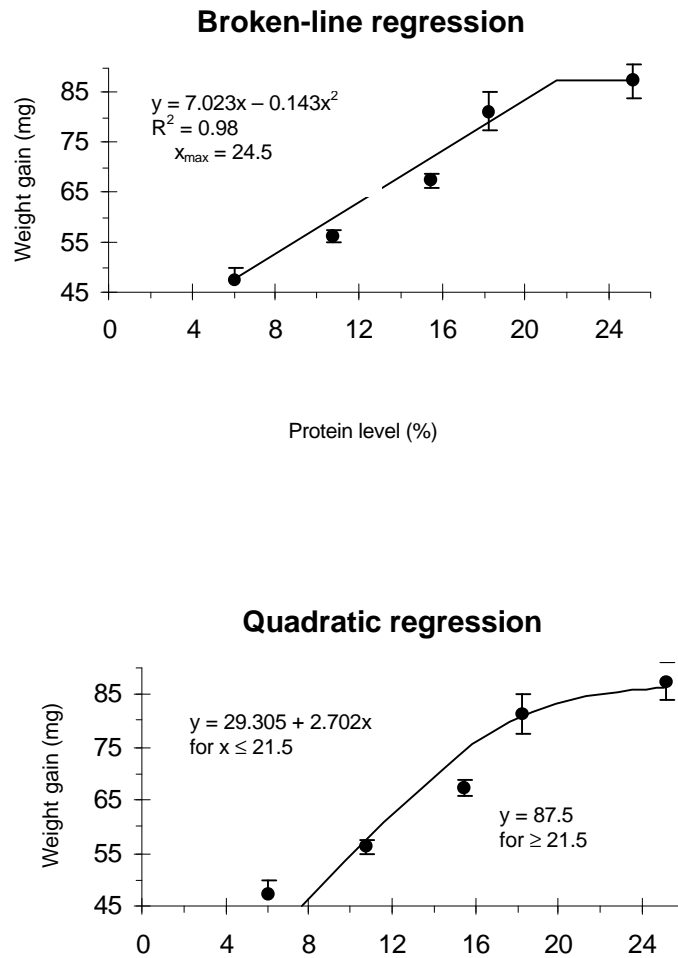 Broken-line regression
Weight gain (mg)
85
75
65
55
45
y = 7.023x – 0.143x²
R² = 0.98
xmax = 24.5
0 4 8 12 16 20 24
Protein level (%)
Quadratic regression
Weight gain (mg)
85
75
65
55
45
y = 29.305 + 2.702x
for x ≤ 21.5
y = 87.5
for ≥ 21.5
0 4 8 12 16 20 24